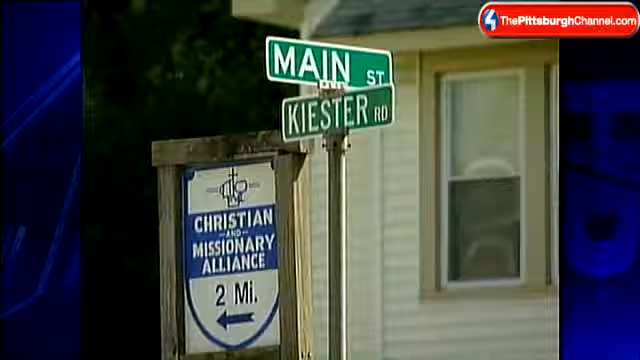 4 ThePittsburghChannel.com
MAIN ST
KIESTER RD
CHRISTIAN
AND
MISSIONARY
ALLIANCE
2 Mi.